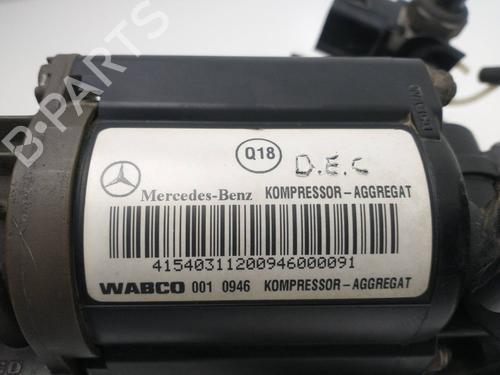 B-PARTS
Q18
D.E.C
Mercedes-Benz KOMPRESSOR-AGGREGAT
41540311200946000091
WABCO 001 0946 KOMPRESSOR-AGGREGAT